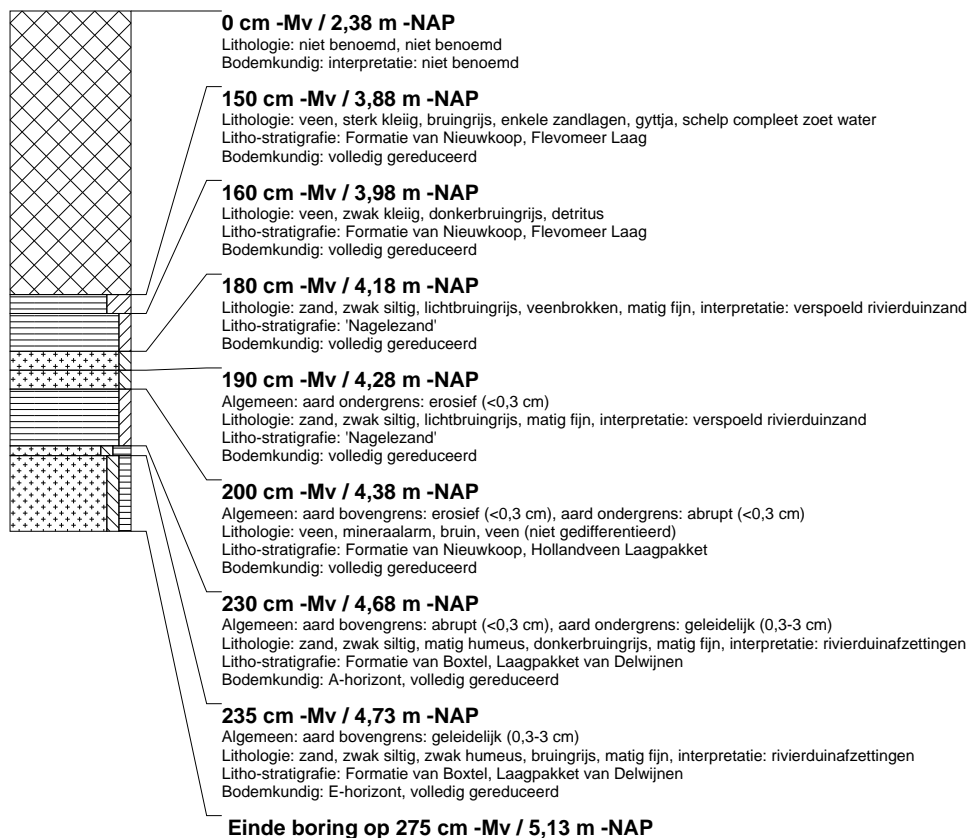 0 cm -Mv / 2,38 m -NAP
Lithologie: niet benoemd, niet benoemd
Bodemkundig: interpretatie: niet benoemd
150 cm -Mv / 3,88 m -NAP
Lithologie: veen, sterk kleiig, bruingrijs, enkele zandlagen, gyttja, schelp compleet zoet water
Litho-stratigrafie: Formatie van Nieuwkoop, Flevomeer Laag
Bodemkundig: volledig gereduceerd
160 cm -Mv / 3,98 m -NAP
Lithologie: veen, zwak kleiig, donkerbruingrijs, detritus
Litho-stratigrafie: Formatie van Nieuwkoop, Flevomeer Laag
Bodemkundig: volledig gereduceerd
180 cm -Mv / 4,18 m -NAP
Lithologie: zand, zwak siltig, lichtbruingrijs, veenbrokken, matig fijn, interpretatie: verspoeld rivierduinzand
Litho-stratigrafie: 'Nagelezand'
Bodemkundig: volledig gereduceerd
190 cm -Mv / 4,28 m -NAP
Algemeen: aard ondergrens: erosief (<0,3 cm)
Lithologie: zand, zwak siltig, lichtbruingrijs, matig fijn, interpretatie: verspoeld rivierduinzand
Litho-stratigrafie: 'Nagelezand'
Bodemkundig: volledig gereduceerd
200 cm -Mv / 4,38 m -NAP
Algemeen: aard bovengrens: erosief (<0,3 cm), aard ondergrens: abrupt (<0,3 cm)
Lithologie: veen, mineraalarm, bruin, veen (niet gedifferentieerd)
Litho-stratigrafie: Formatie van Nieuwkoop, Hollandveen Laagpakket
Bodemkundig: volledig gereduceerd
230 cm -Mv / 4,68 m -NAP
Algemeen: aard bovengrens: abrupt (<0,3 cm), aard ondergrens: geleidelijk (0,3-3 cm)
Lithologie: zand, zwak siltig, matig humeus, donkerbruingrijs, matig fijn, interpretatie: rivierduinafzettingen
Litho-stratigrafie: Formatie van Boxtel, Laagpakket van Delwijnen
Bodemkundig: A-horizont, volledig gereduceerd
235 cm -Mv / 4,73 m -NAP
Algemeen: aard bovengrens: geleidelijk (0,3-3 cm)
Lithologie: zand, zwak siltig, zwak humeus, bruingrijs, matig fijn, interpretatie: rivierduinafzettingen
Litho-stratigrafie: Formatie van Boxtel, Laagpakket van Delwijnen
Bodemkundig: E-horizont, volledig gereduceerd
Einde boring op 275 cm -Mv / 5,13 m -NAP